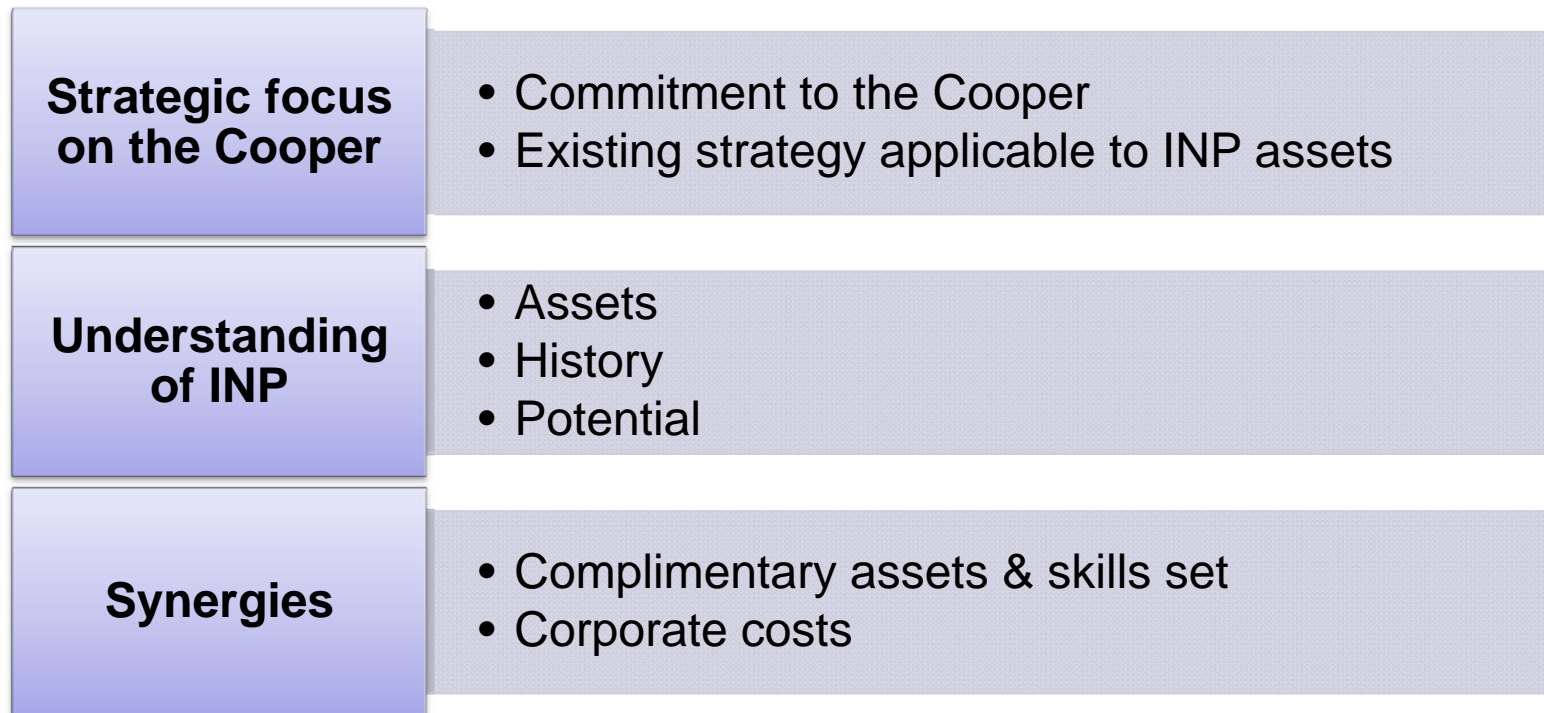 Strategic focus
on the Cooper
• Commitment to the Cooper
• Existing strategy applicable to INP assets
Understanding
of INP
• Assets
• History
• Potential
Synergies
• Complimentary assets & skills set
• Corporate costs